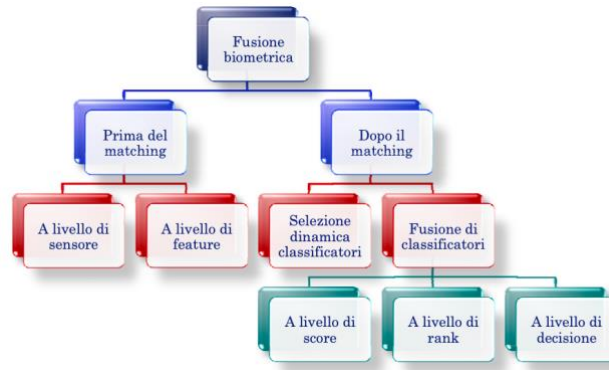 Fusione
biometrica
Prima del
matching
Dopo il
matching
A livello di
sensore
A livello di
feature
Selezione
dinamica
classificatori
Fusione di
classificatori
A livello di
score
A livello di
rank
A livello di
decisione